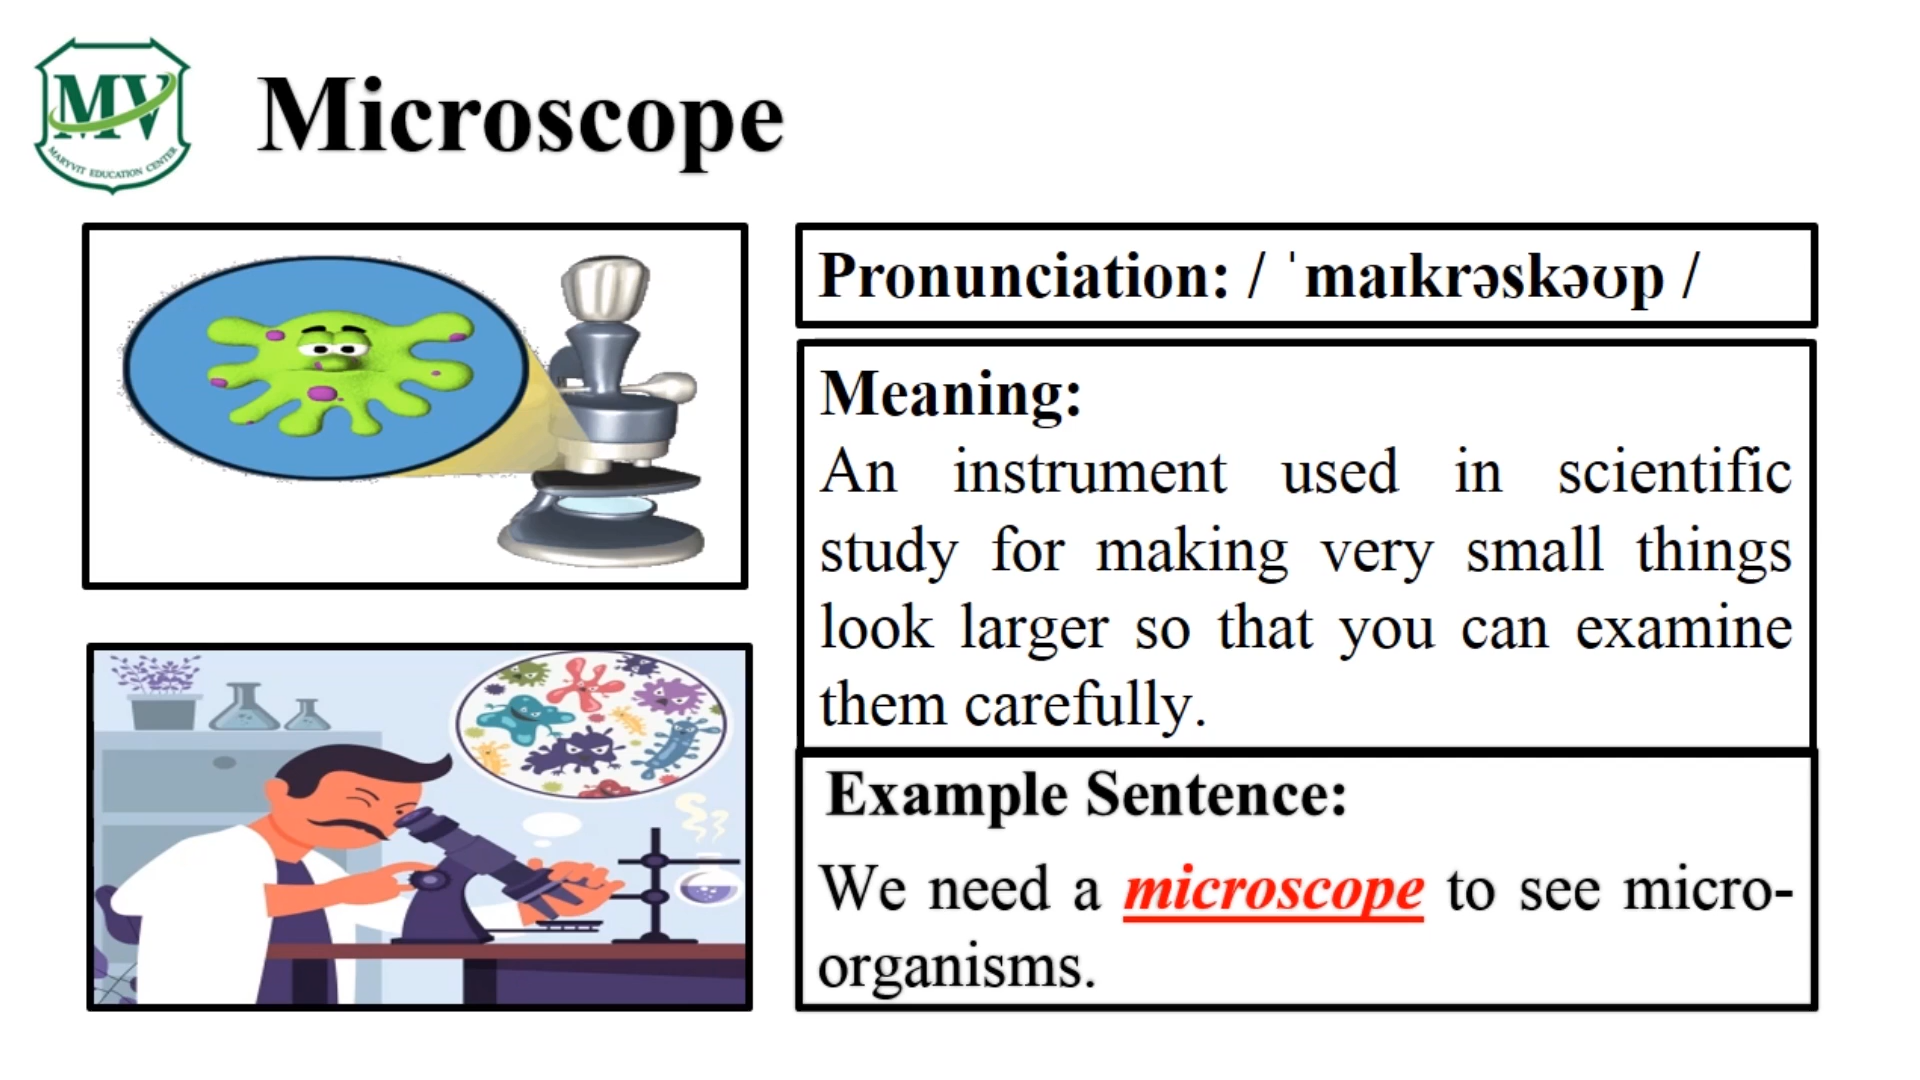 MV
MARYVIT EDUCATION CENTER
Microscope
Pronunciation: / ˈmaɪkrəskəʊp /
Meaning:
An instrument used in scientific
study for making very small things
look larger so that you can examine
them carefully.
Example Sentence:
We need a microscope to see micro-
organisms.